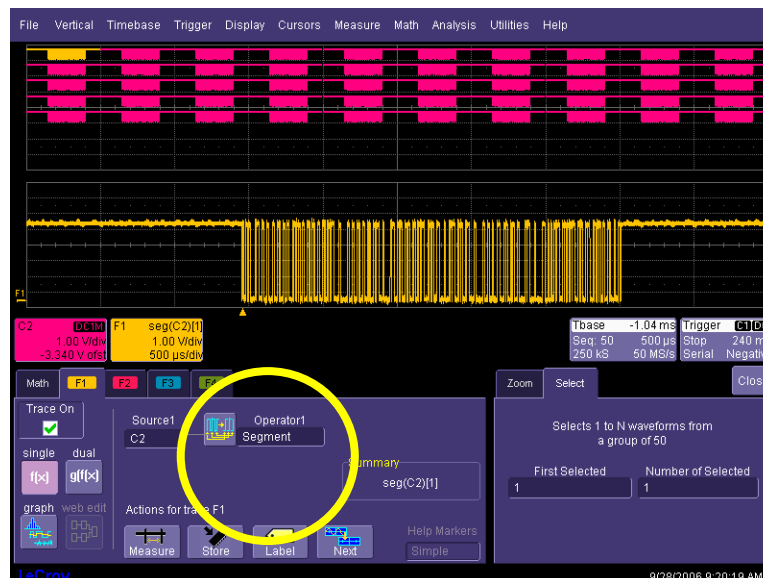 File Vertical Timebase Trigger Display Cursors Measure Math Analysis Utilities Help
F1
C2 DC1M
1.00 V/div
-3.340 V ofst
F1 seg(C2)[1]
1.00 V/div
500 µs/div
Tbase -1.04 ms
Seq: 50 500 µs
250 kS 50 MS/s
Trigger C1
Stop 240 m
Serial Negativ
Math F1 F2 F3
Zoom Select
Clos
Trace On
single dual
f(x) g(f(x))
graph web edit
Source1
C2
Operator1
Segment
Summary
seg(C2)[1]
Actions for trace F1
Measure Store Label Next
Help Markers
Simple
Selects 1 to N waveforms from
a group of 50
First Selected Number of Selected
1 1
LeCroy 9/28/2006 9:20:19 AM